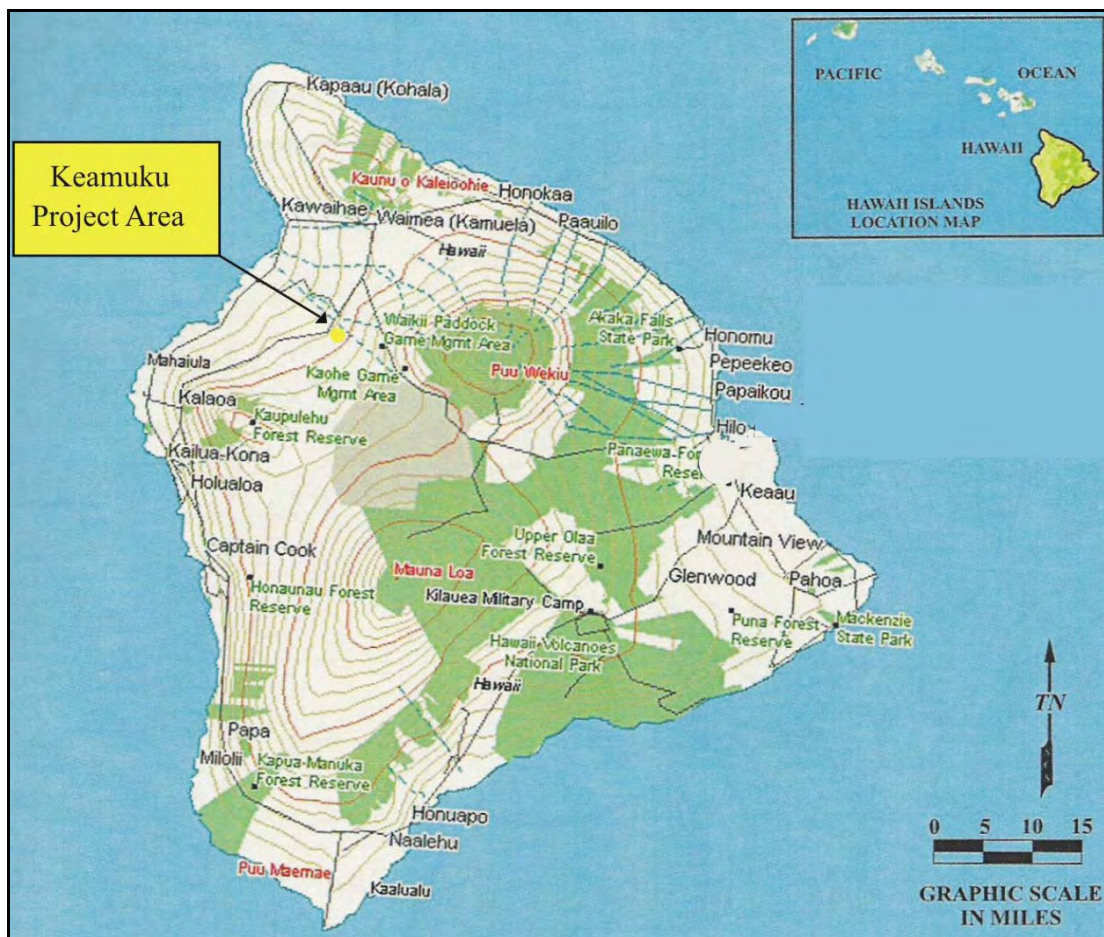 PACIFIC
OCEAN
HAWAII
HAWAII ISLANDS
LOCATION MAP
Kapaau (Kohala)
Keamuku
Project Area
Kaunu o Kaleioohie
Honokaa
Kawaihae
Waimea (Kamuela)
Paauilo
Hawaii
Waikii Paddock
Game Mgmt Area
Akaka Falls
State Park
Honomu
Mahaiula
Puu Wekiu
Pepeekeo
Kaohe Game
Mgmt Area
Papaikou
Kalaoa
Kaupulehu
Forest Reserve
Hilo
Kailua-Kona
Panaewa-Fo
Rese
Holualoa
Keaau
Captain Cook
Upper Olaa
Forest Reserve
Mountain View
Mauna Loa
Glenwood
Pahoa
Honaunau Forest
Reserve
Kilauea Military Camp
Puna Forest
Reserve
Mackenzie
State Park
Hawaii Volcanoes
National Park
Hawaii
TN
Papa
Milolii
Kapua-Manuka
Forest Reserve
Honuapo
Naalehu
0 5 10 15
Puu Maemae
Kaalualu
GRAPHIC SCALE
IN MILES